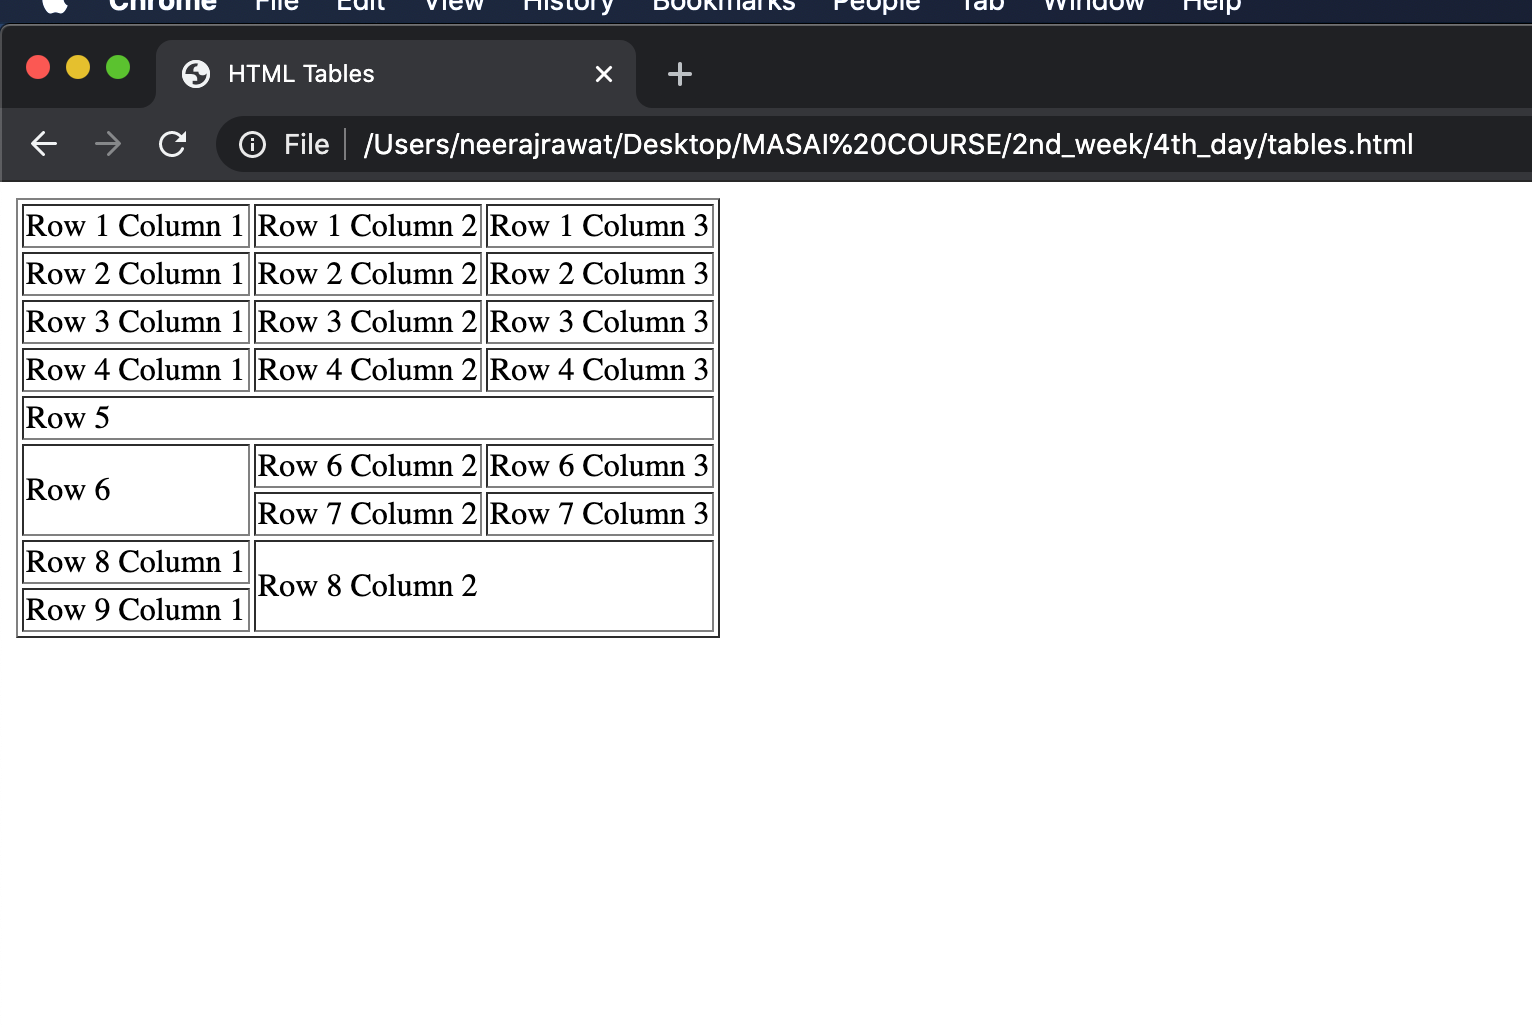 Chrome File Edit View History Bookmarks People Tab Window Help
HTML Tables
File /Users/neerajrawat/Desktop/MASAI%20COURSE/2nd_week/4th_day/tables.html
Row 1 Column 1 Row 1 Column 2 Row 1 Column 3
Row 2 Column 1 Row 2 Column 2 Row 2 Column 3
Row 3 Column 1 Row 3 Column 2 Row 3 Column 3
Row 4 Column 1 Row 4 Column 2 Row 4 Column 3
Row 5
Row 6 Row 6 Column 2 Row 6 Column 3
Row 7 Column 2 Row 7 Column 3
Row 8 Column 1 Row 8 Column 2
Row 9 Column 1